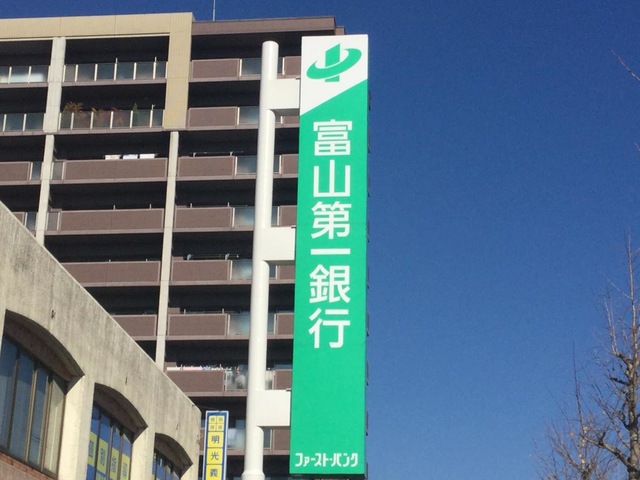 富山第一銀行
ファースト・バンク
明光義